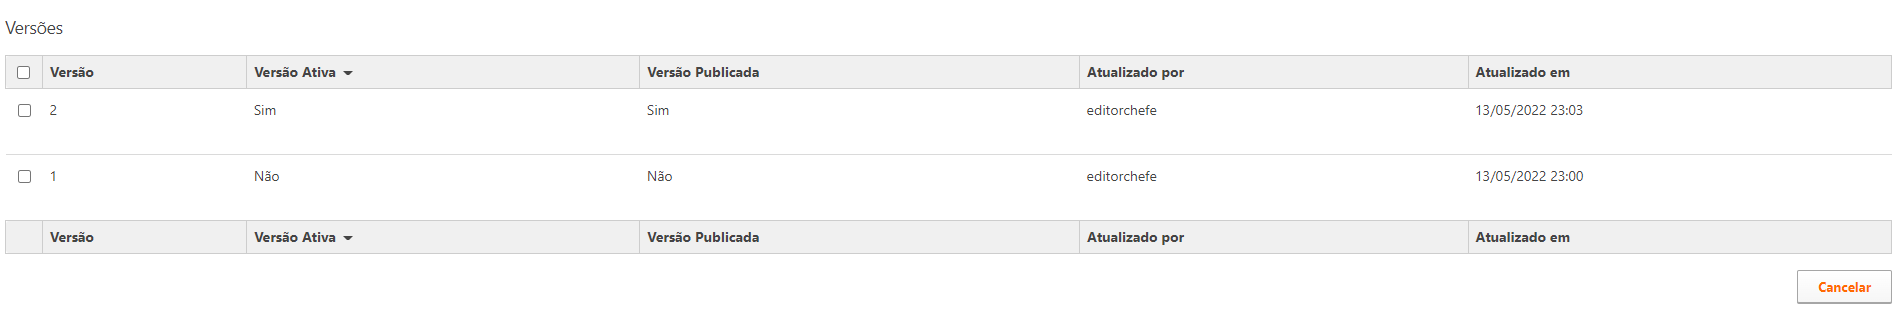 Versões
Versão Versão Ativa Versão Publicada Atualizado por Atualizado em
2 Sim Sim editorchefe 13/05/2022 23:03
1 Não Não editorchefe 13/05/2022 23:00
Versão Versão Ativa Versão Publicada Atualizado por Atualizado em
Cancelar